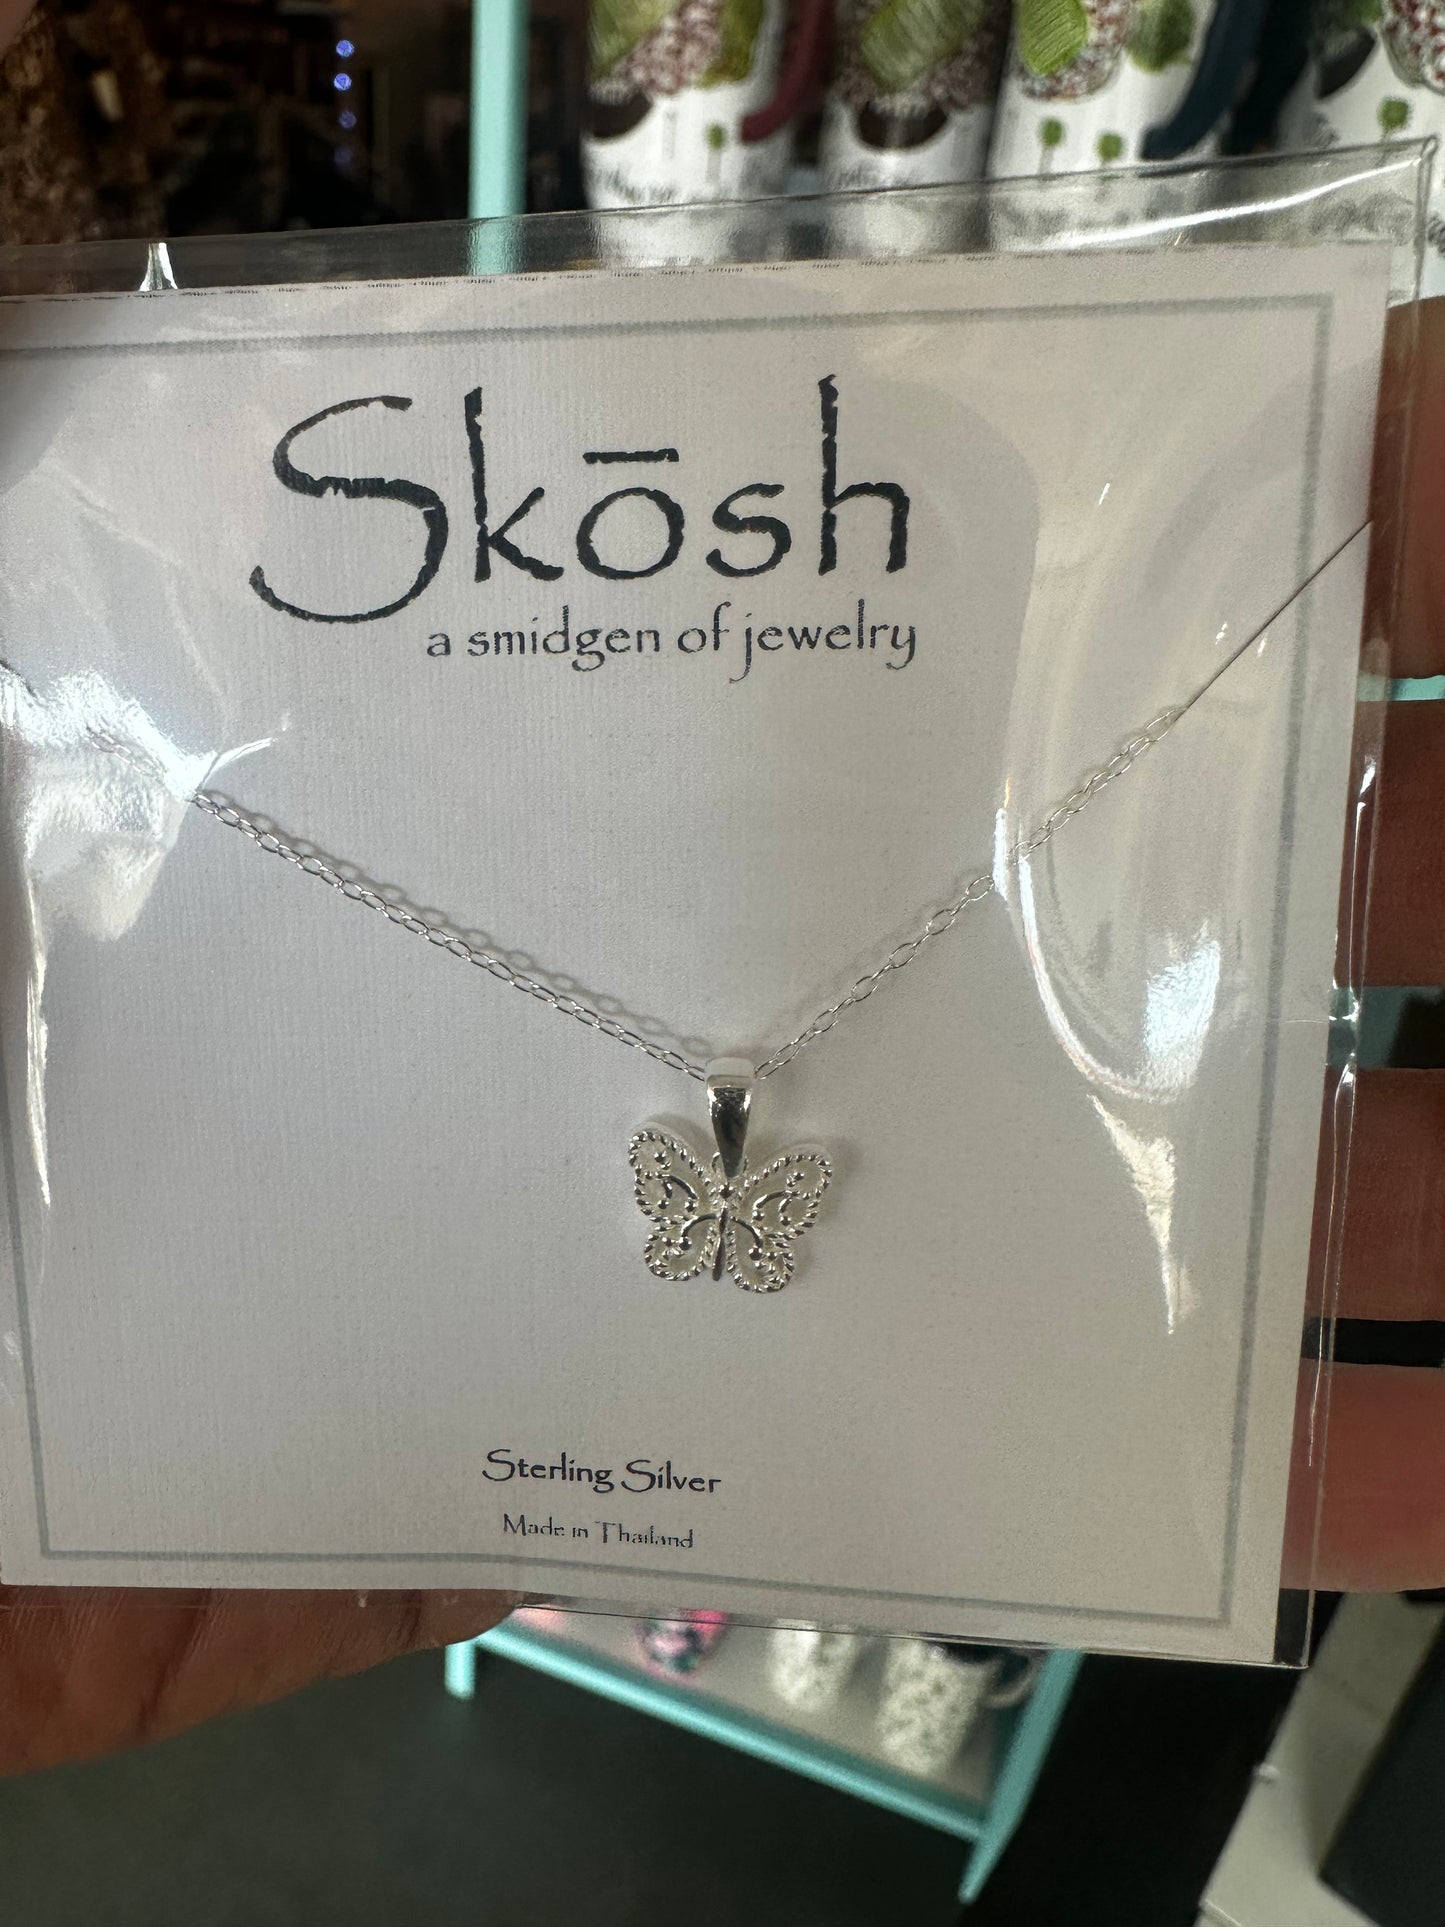 Skōsh
a smidgen of jewelry
Sterling Silver
Made in Thailand